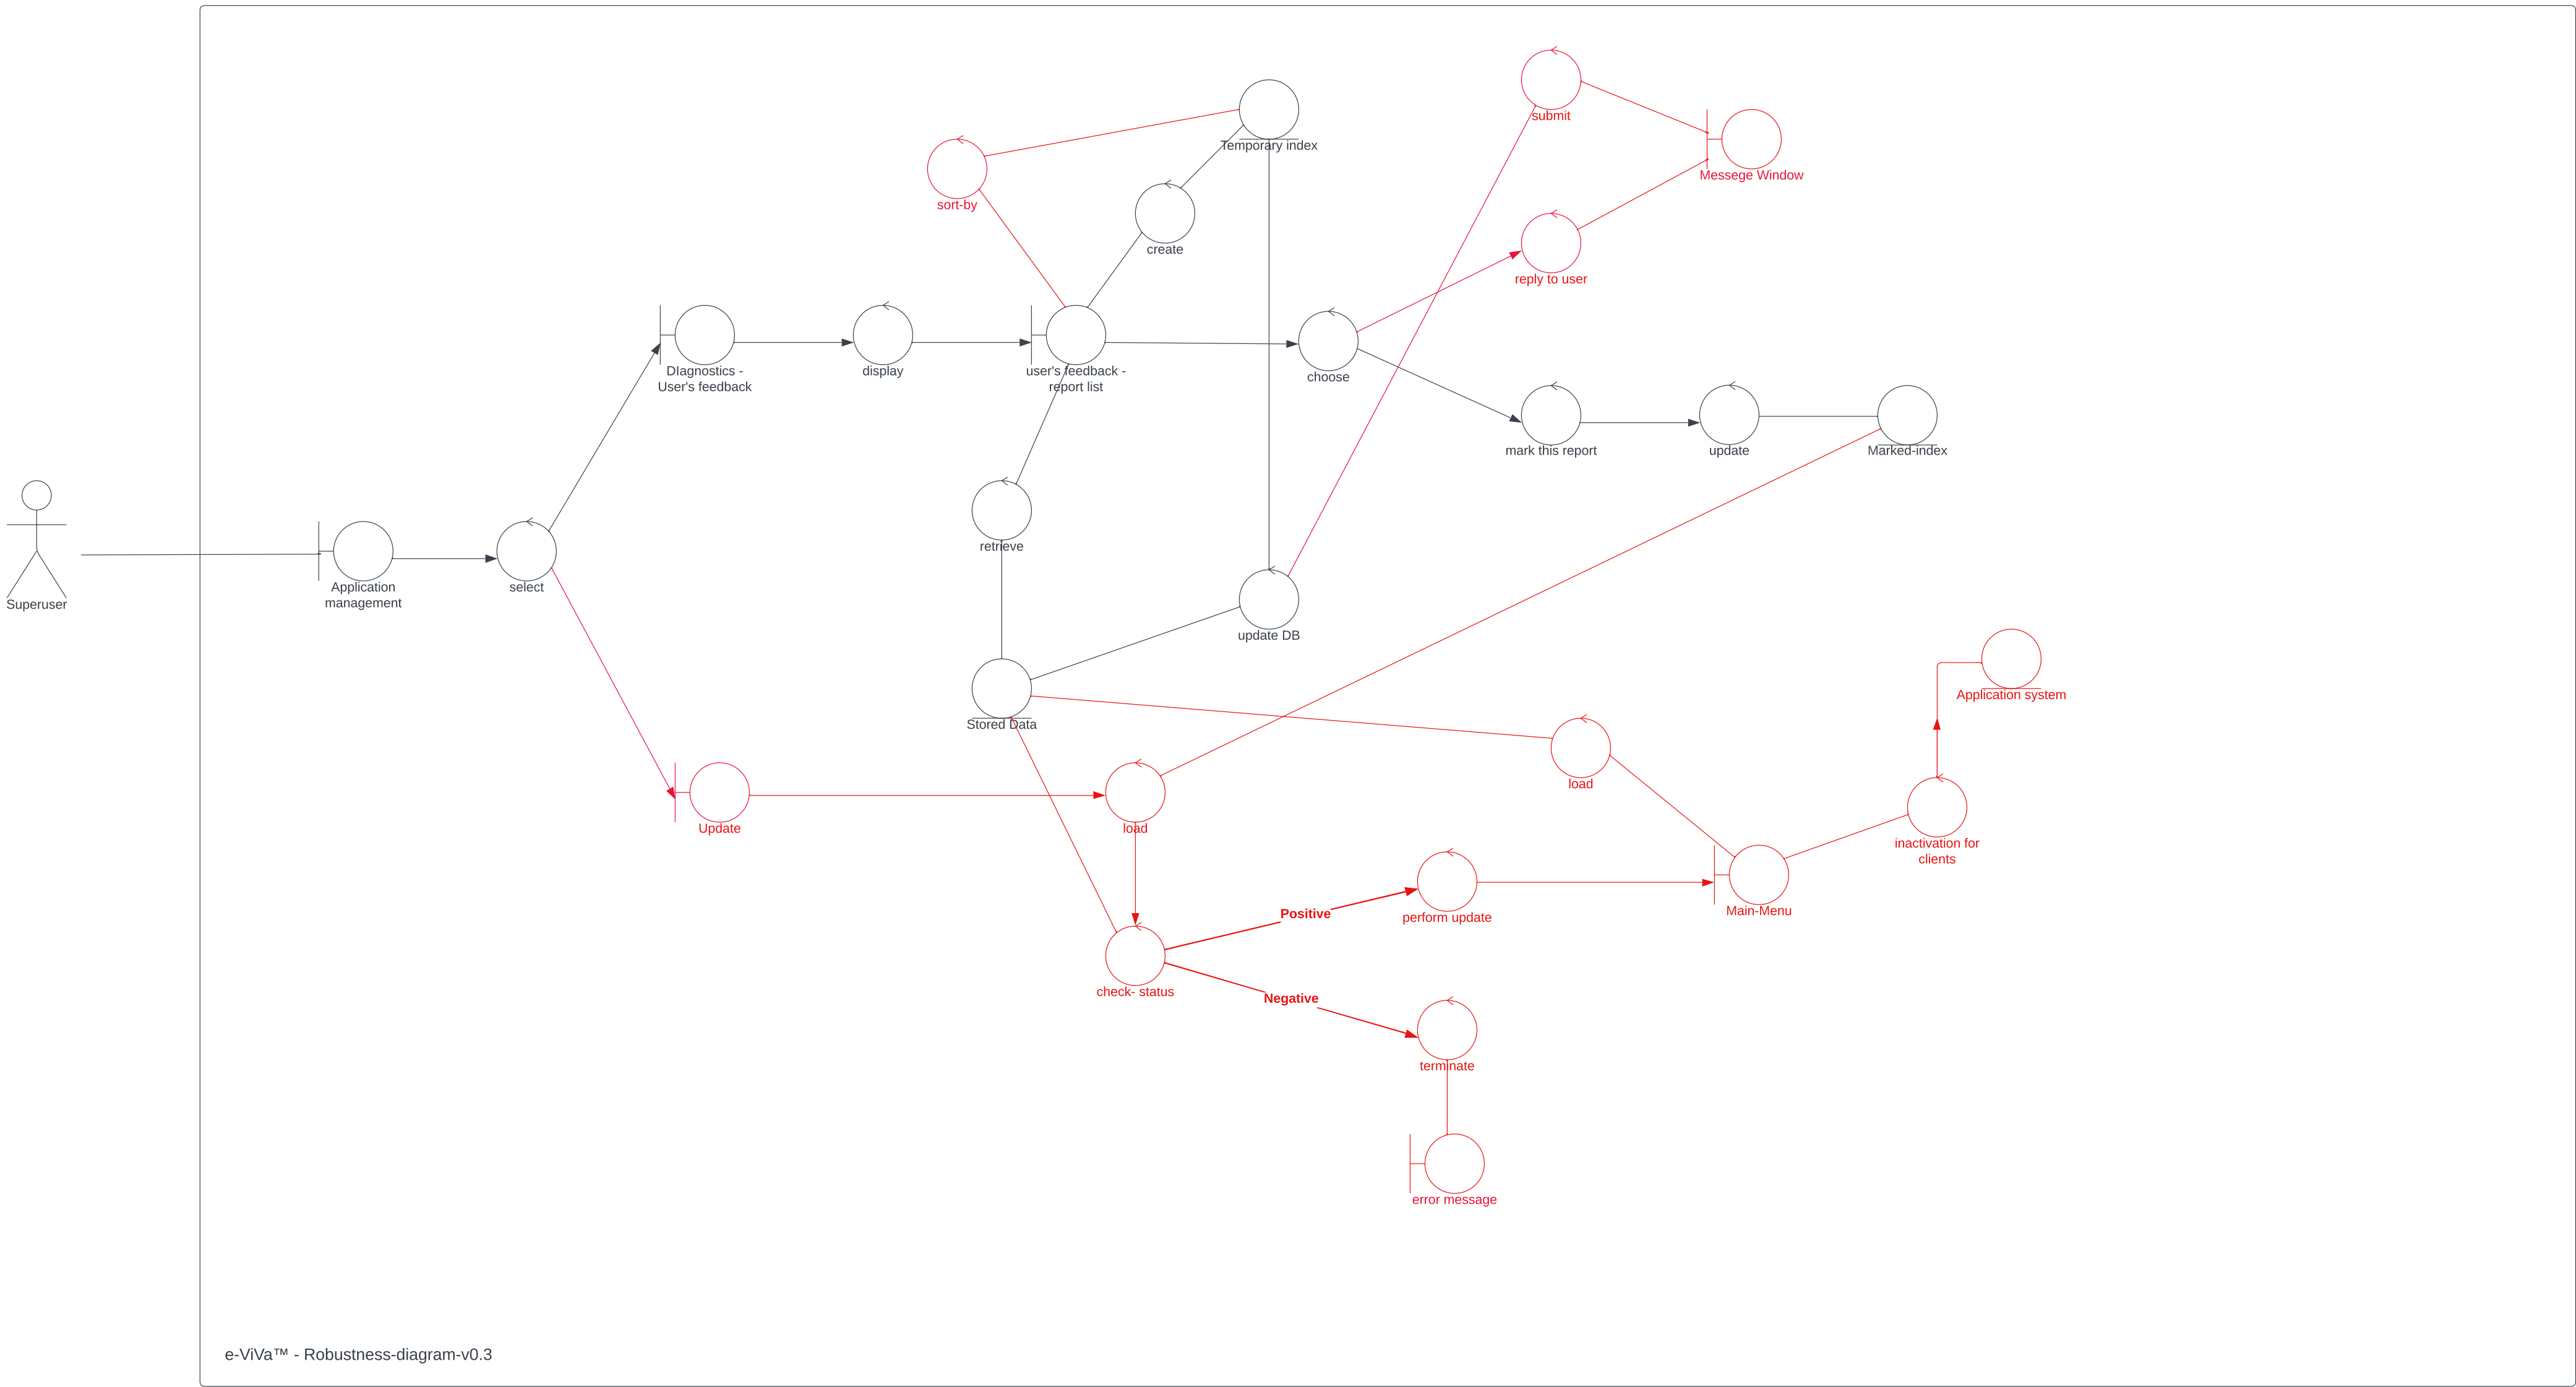 submit
Temporary index
Messege Window
sort-by
create
reply to user
DIagnostics -
User's feedback
display
user's feedback -
report list
choose
mark this report
update
Marked-index
retrieve
Superuser
Application
management
select
update DB
Application system
Stored Data
load
Update
load
inactivation for
clients
Positive
perform update
Main-Menu
check- status
Negative
terminate
error message
e-ViVa™ - Robustness-diagram-v0.3